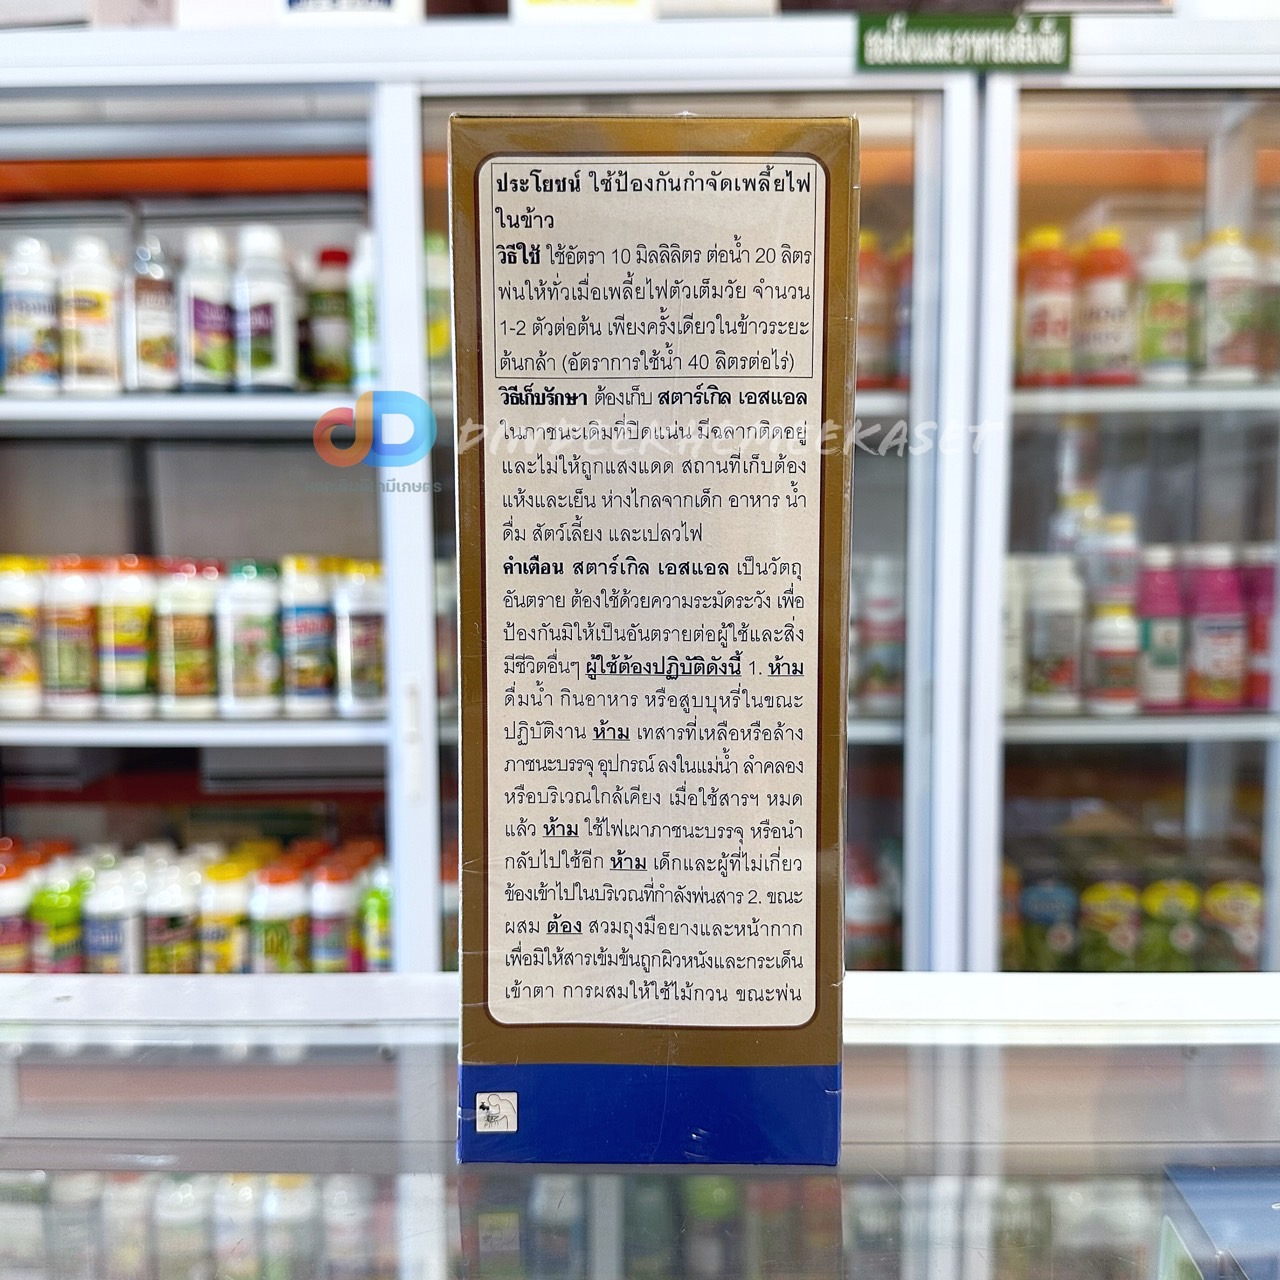 ฮอร์โมนและอาหารเสริมพืช
ประโยชน์ ใช้ป้องกันกำจัดเพลี้ยไฟ
ในข้าว
วิธีใช้ ใช้อัตรา 10 มิลลิลิตร ต่อน้ำ 20 ลิตร
พ่นให้ทั่วเมื่อเพลี้ยไฟตัวเต็มวัย จำนวน
1-2 ตัวต่อต้น เพียงครั้งเดียวในข้าวระยะ
ต้นกล้า (อัตราการใช้น้ำ 40 ลิตรต่อไร่)
วิธีเก็บรักษา ต้องเก็บ สตาร์เกิล เอสแอล
ในภาชนะเดิมที่ปิดแน่น มีฉลากติดอยู่
และไม่ให้ถูกแสงแดด สถานที่เก็บต้อง
แห้งและเย็น ห่างไกลจากเด็ก อาหาร น้ำ
ดื่ม สัตว์เลี้ยง และเปลวไฟ
คำเตือน สตาร์เกิล เอสแอล เป็นวัตถุ
อันตราย ต้องใช้ด้วยความระมัดระวัง เพื่อ
ป้องกันมิให้เป็นอันตรายต่อผู้ใช้และสิ่ง
มีชีวิตอื่นๆ ผู้ใช้ต้องปฏิบัติดังนี้ 1. ห้าม
ดื่มน้ำ กินอาหาร หรือสูบบุหรี่ในขณะ
ปฏิบัติงาน ห้าม เทสารที่เหลือหรือล้าง
ภาชนะบรรจุ อุปกรณ์ ลงในแม่น้ำ ลำคลอง
หรือบริเวณใกล้เคียง เมื่อใช้สารฯ หมด
แล้ว ห้าม ใช้ไฟเผาภาชนะบรรจุ หรือนำ
กลับไปใช้อีก ห้าม เด็กและผู้ที่ไม่เกี่ยว
ข้องเข้าไปในบริเวณที่กำลังพ่นสาร 2. ขณะ
ผสม ต้อง สวมถุงมือยางและหน้ากาก
เพื่อมิให้สารเข้มข้นถูกผิวหนังและกระเด็น
เข้าตา การผสมให้ใช้ไม้กวน ขณะพ่น